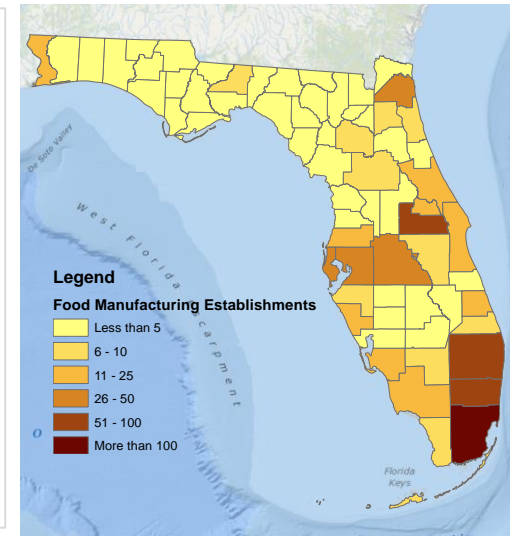 De Soto Valley
West Florida Escarpment
Legend
Food Manufacturing Establishments
Less than 5
6 - 10
11 - 25
26 - 50
51 - 100
More than 100
Florida
Keys